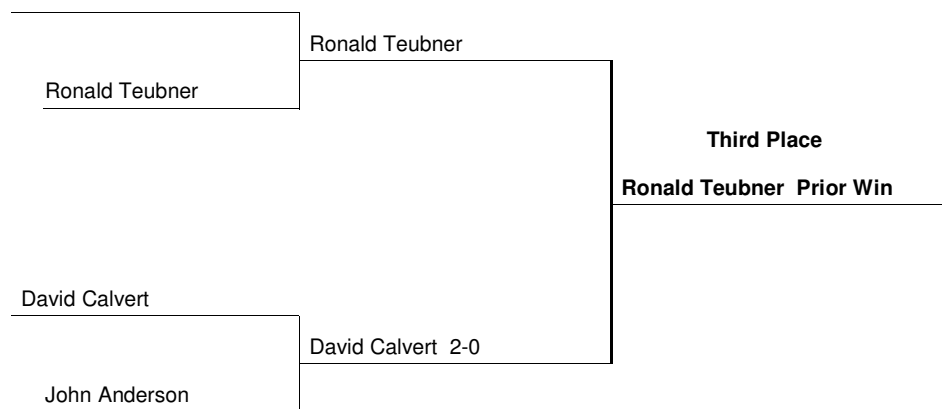 Ronald Teubner
Ronald Teubner
Third Place
Ronald Teubner Prior Win
David Calvert
David Calvert 2-0
John Anderson